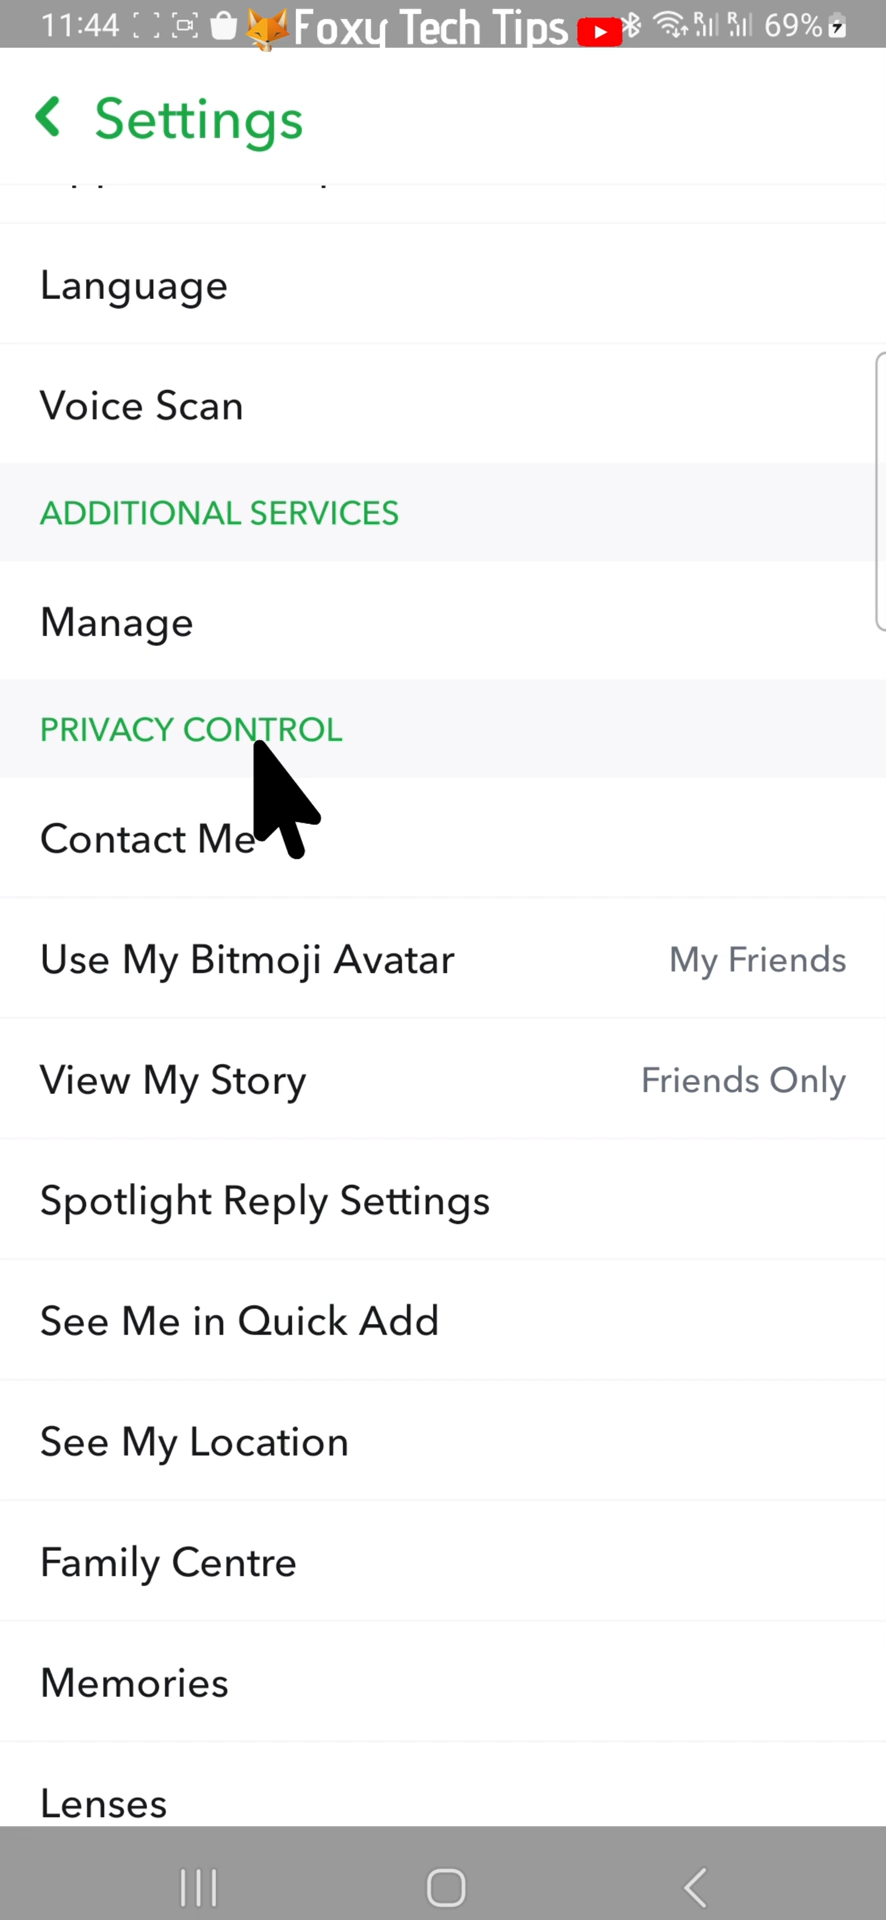 11:44 Foxy Tech Tips 69%
Settings
Language
Voice Scan
ADDITIONAL SERVICES
Manage
PRIVACY CONTROL
Contact Me
Use My Bitmoji Avatar My Friends
View My Story Friends Only
Spotlight Reply Settings
See Me in Quick Add
See My Location
Family Centre
Memories
Lenses